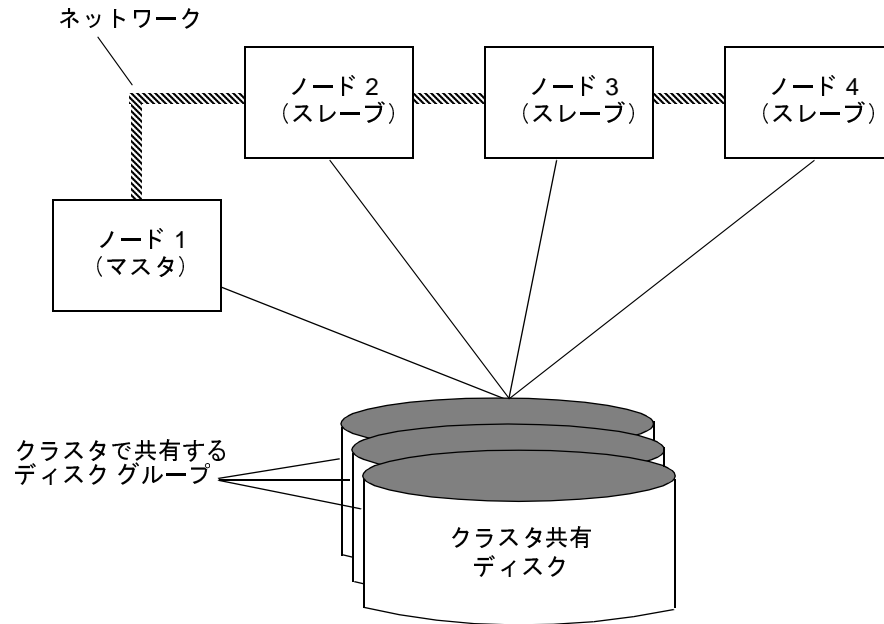 ネットワーク
ノード 2
（スレーブ）
ノード 3
（スレーブ）
ノード 4
（スレーブ）
ノード 1
（マスタ）
クラスタで共有する
ディスク グループ
クラスタ共有
ディスク